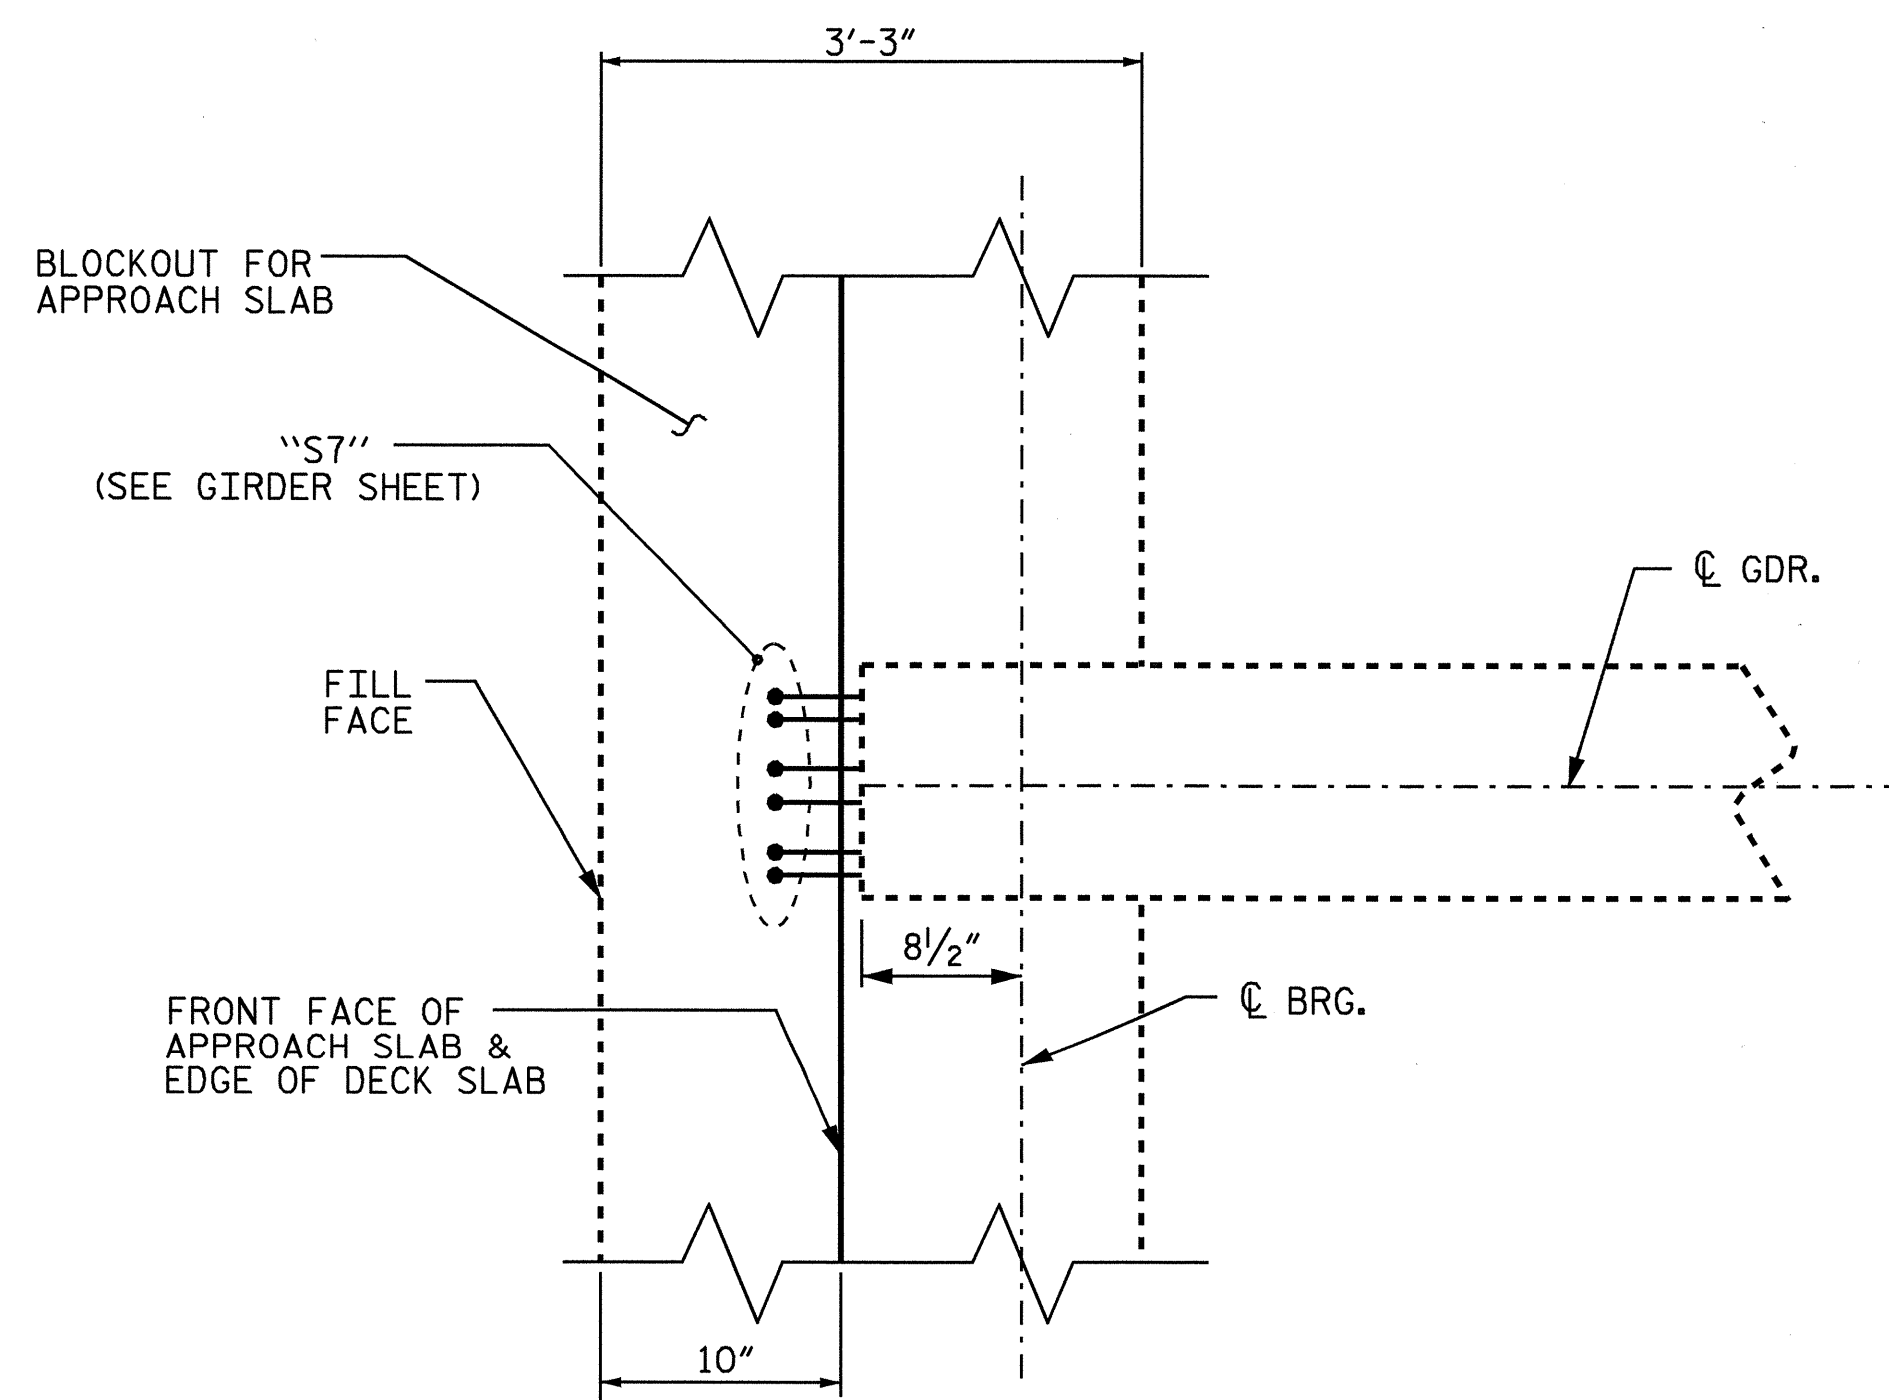 3'-3"
BLOCKOUT FOR
APPROACH SLAB
"S7"
(SEE GIRDER SHEET)
℄ GDR.
FILL
FACE
8½"
FRONT FACE OF
APPROACH SLAB &
EDGE OF DECK SLAB
℄ BRG.
10"